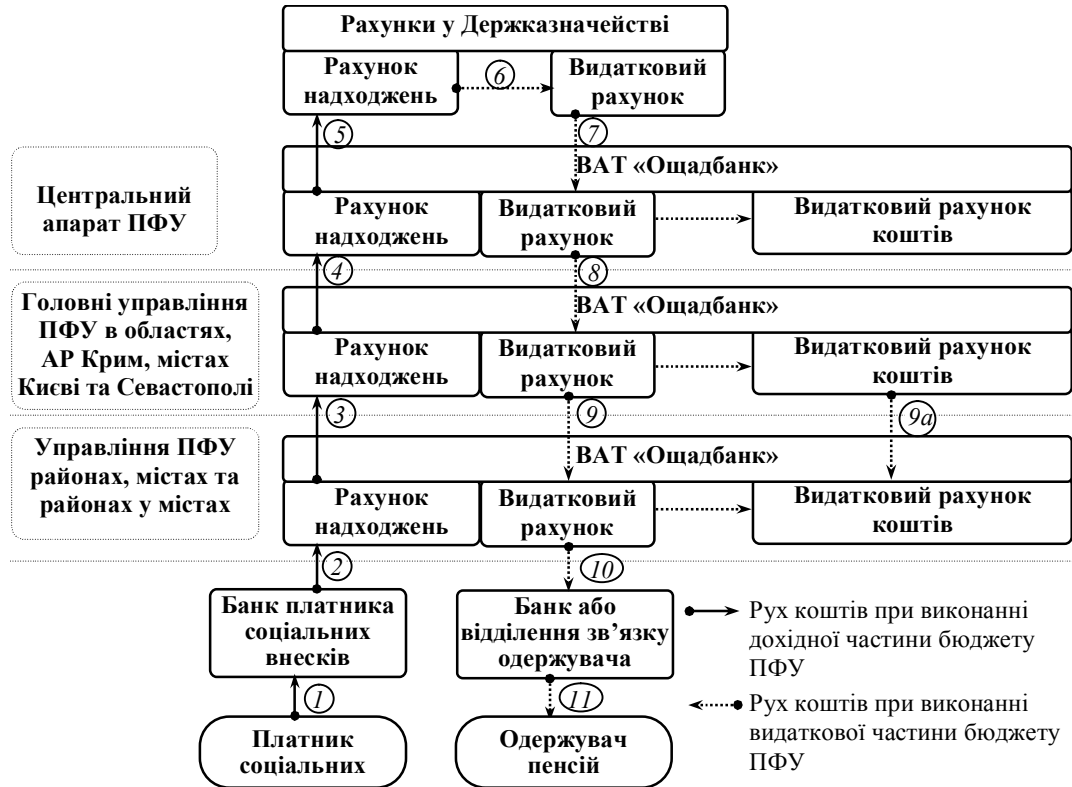 Рахунки у Держказначействі
Рахунок
надходжень
6
Видатковий
рахунок
5
7
ВАТ «Ощадбанк»
Центральний
апарат ПФУ
Рахунок
надходжень
Видатковий
рахунок
Видатковий рахунок
коштів
4
8
Головні управління
ПФУ в областях,
АР Крим, містах
Києві та Севастополі
ВАТ «Ощадбанк»
Рахунок
надходжень
Видатковий
рахунок
Видатковий рахунок
коштів
3
9
9а
Управління ПФУ
районах, містах та
районах у містах
ВАТ «Ощадбанк»
Рахунок
надходжень
Видатковий
рахунок
Видатковий рахунок
коштів
2
10
Банк платника
соціальних
внесків
Банк або
відділення зв’язку
одержувача
1
11
Платник
соціальних
Одержувач
пенсій
Рух коштів при виконанні
дохідної частини бюджету
ПФУ
Рух коштів при виконанні
видаткової частини бюджету
ПФУ